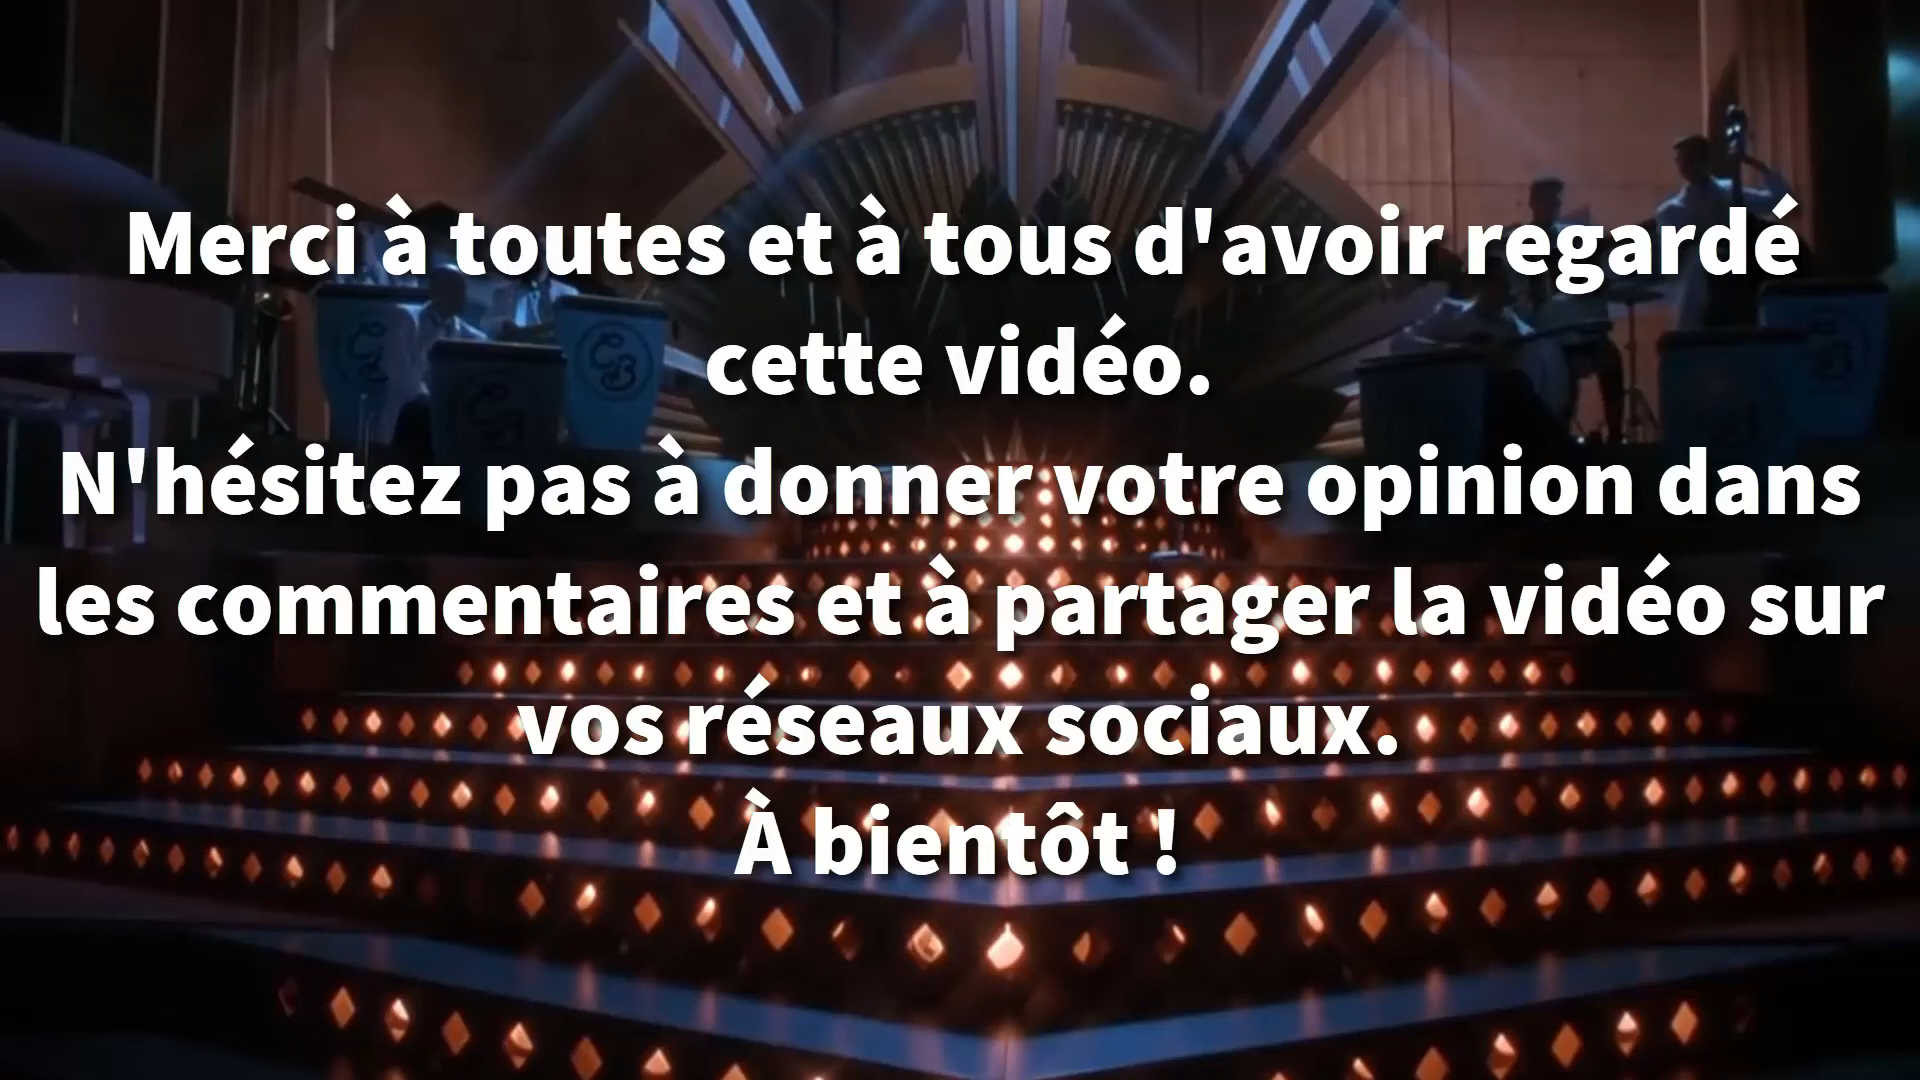 Merci à toutes et à tous d'avoir regardé
cette vidéo.
N'hésitez pas à donner votre opinion dans
les commentaires et à partager la vidéo sur
vos réseaux sociaux.
À bientôt !